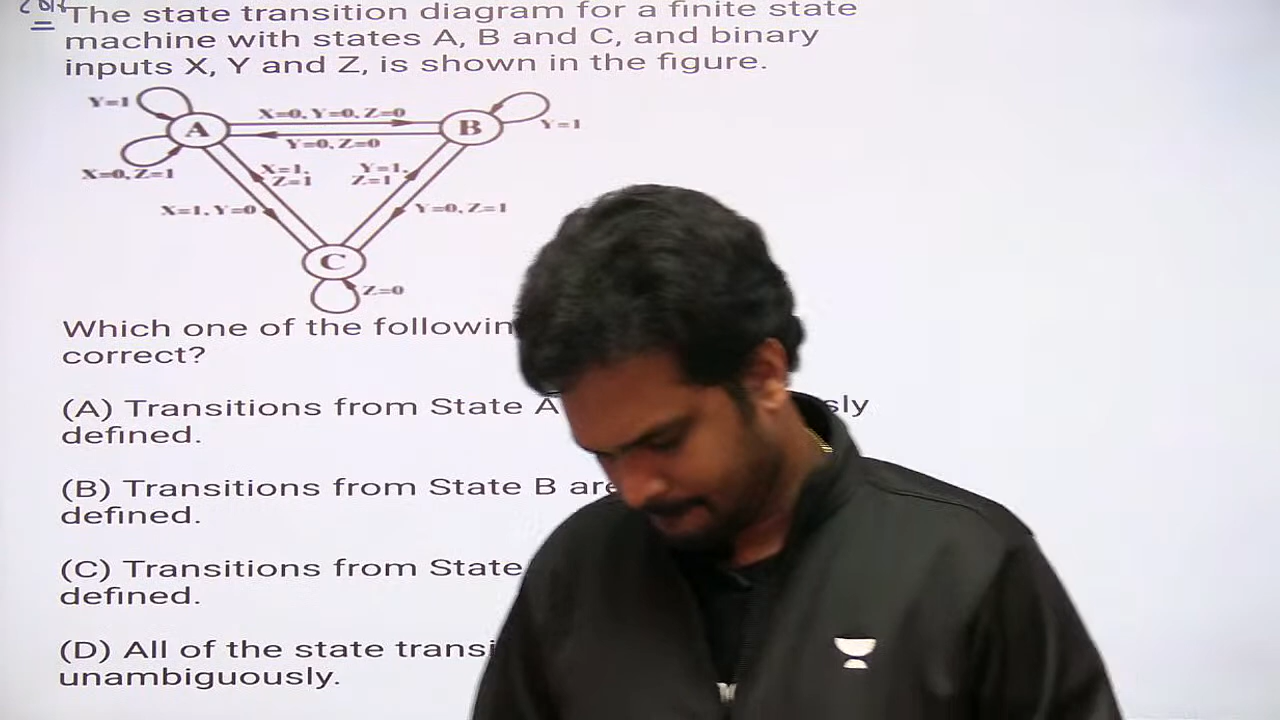 The state transition diagram for a finite state
machine with states A, B and C, and binary
inputs X, Y and Z, is shown in the figure.
Y=1
X=0, Y=0, Z=0
A
B
Y=0, Z=0
Y=1
X=0, Z=1
X=1,
Z=1
Y=1,
Z=1
X=1, Y=0
Y=0, Z=1
C
Z=0
Which one of the
correct?
(A) Transitions from State A
defined.
(B) Transitions from State B are
defined.
(C) Transitions from State
defined.
(D) All of the state
unambiguously.